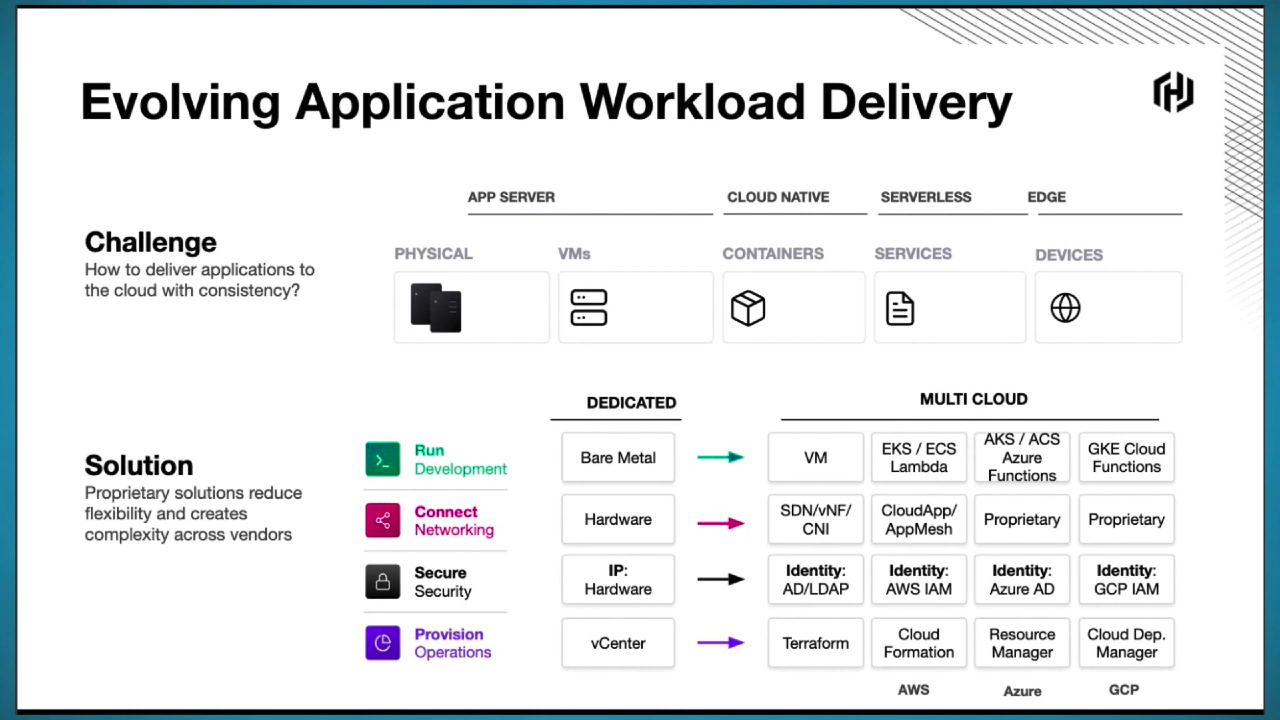 Evolving Application Workload Delivery
APP SERVER
CLOUD NATIVE
SERVERLESS
EDGE
Challenge
How to deliver applications to
the cloud with consistency?
PHYSICAL
VMs
CONTAINERS
SERVICES
DEVICES
DEDICATED
MULTI CLOUD
Solution
Proprietary solutions reduce
flexibility and creates
complexity across vendors
Run
Development
Bare Metal
VM
EKS / ECS
Lambda
AKS / ACS
Azure
Functions
GKE Cloud
Functions
Connect
Networking
Hardware
SDN/vNF/
CNI
CloudApp/
AppMesh
Proprietary
Proprietary
Secure
Security
IP:
Hardware
Identity:
AD/LDAP
Identity:
AWS IAM
Identity:
Azure AD
Identity:
GCP IAM
Provision
Operations
vCenter
Terraform
Cloud
Formation
Resource
Manager
Cloud Dep.
Manager
AWS
Azure
GCP